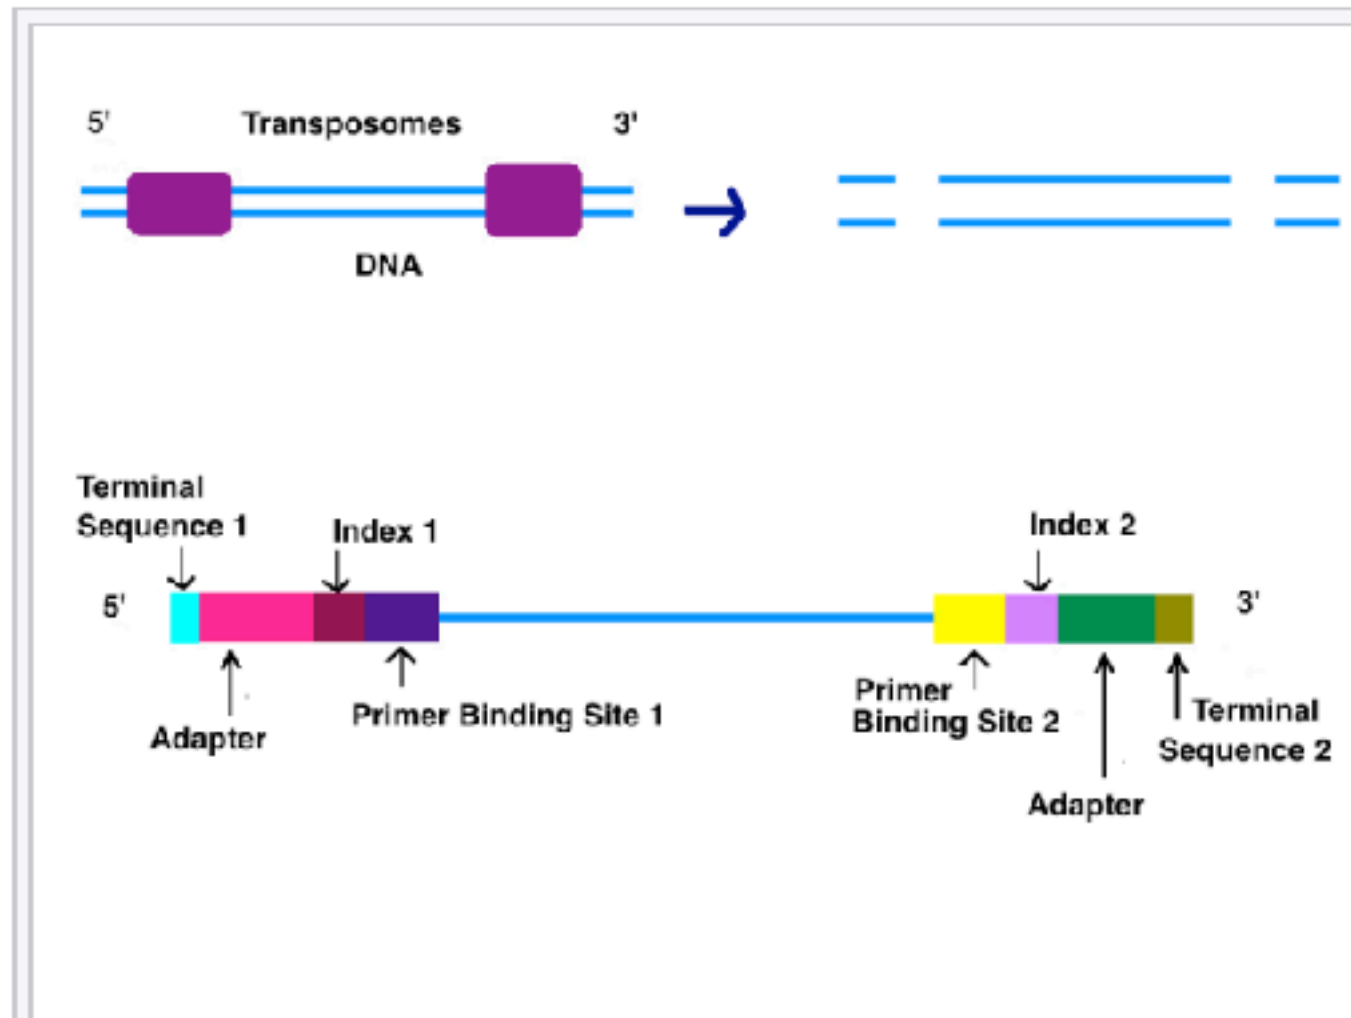 5'
Transposomes
3'
DNA
Terminal
Sequence 1
Index 1
Index 2
5'
3'
Adapter
Primer Binding Site 1
Primer
Binding Site 2
Terminal
Sequence 2
Adapter